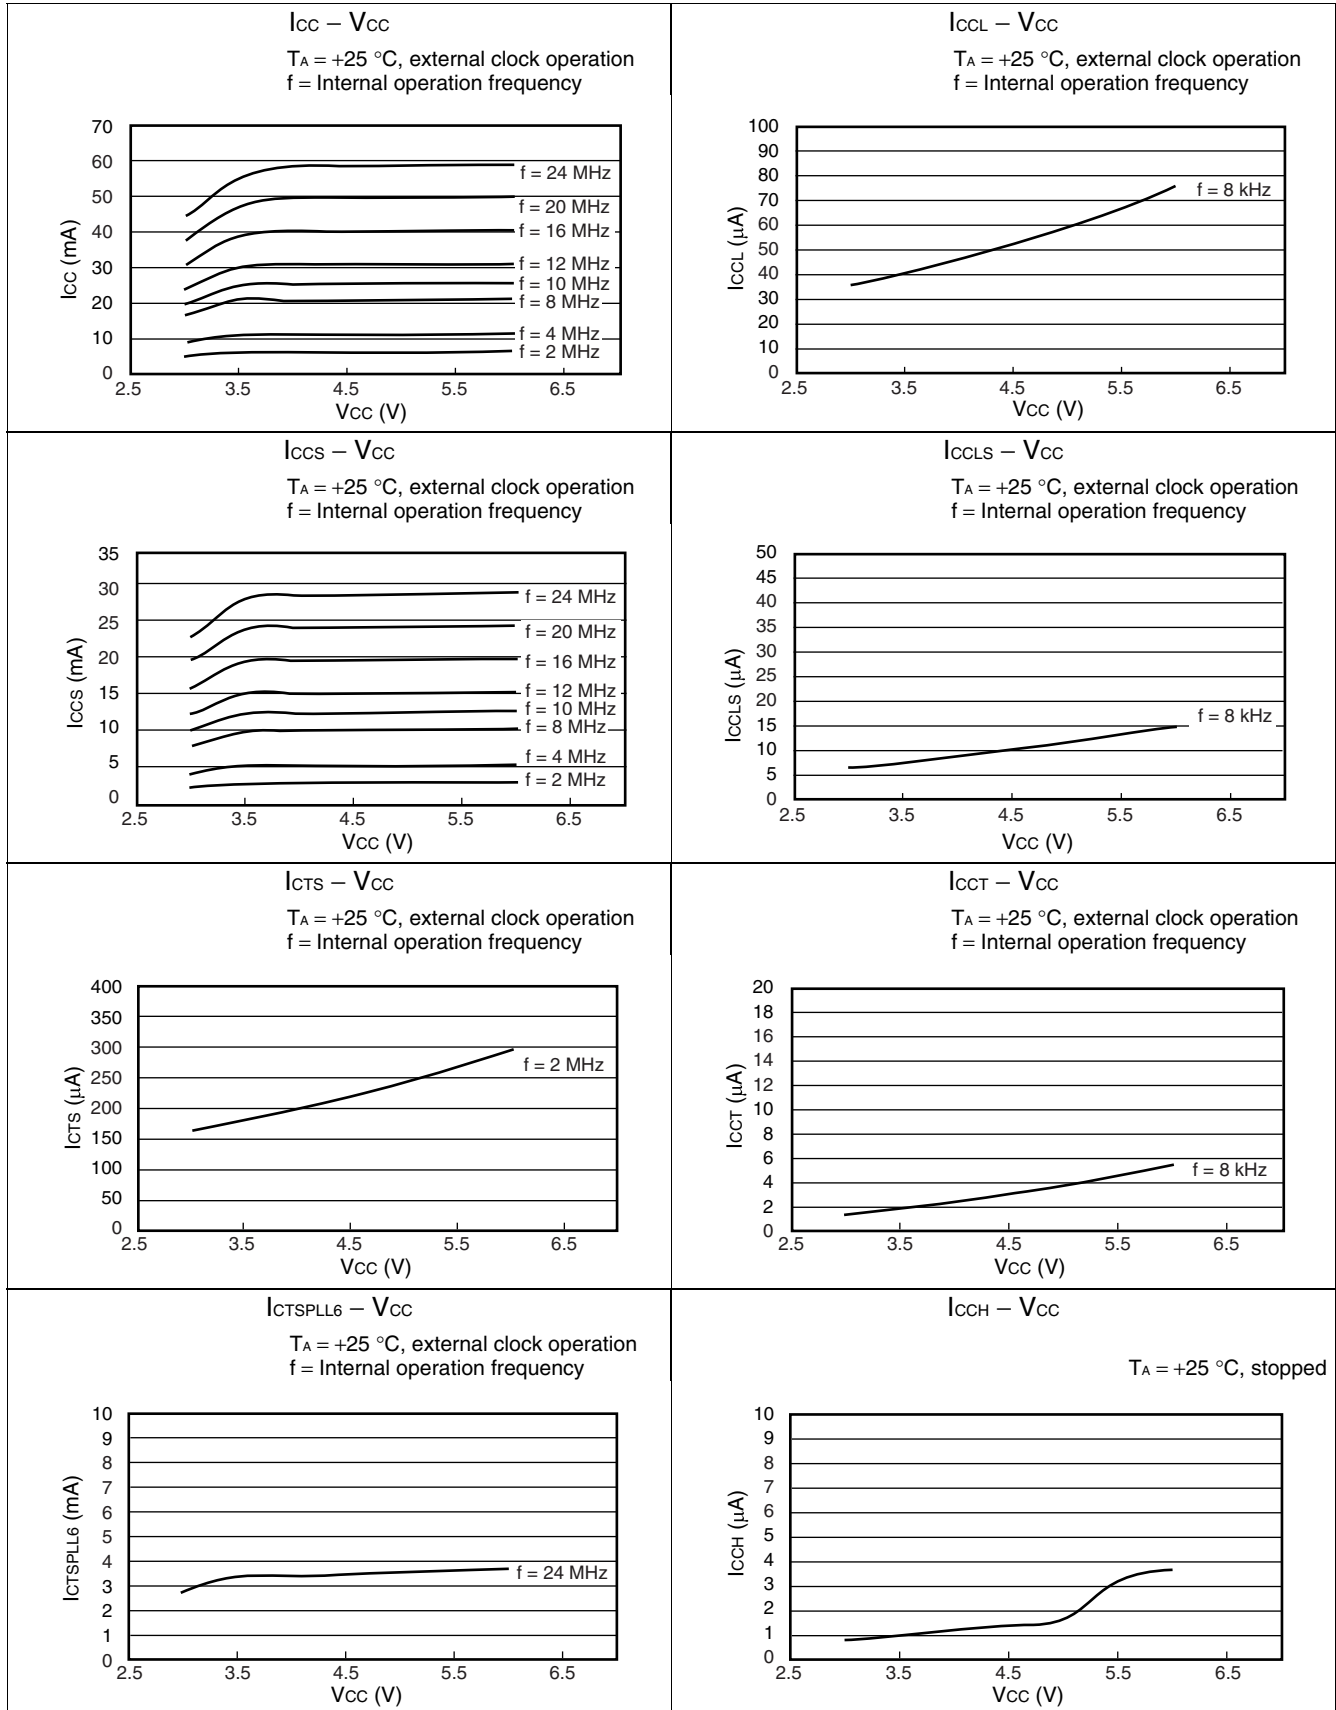 ICC – VCC
TA = +25 °C, external clock operation
f = Internal operation frequency
70
60
50
40
30
20
10
0
ICC (mA)
f = 24 MHz
f = 20 MHz
f = 16 MHz
f = 12 MHz
f = 10 MHz
f = 8 MHz
f = 4 MHz
f = 2 MHz
2.5 3.5 4.5 5.5 6.5
VCC (V)
ICCL – VCC
TA = +25 °C, external clock operation
f = Internal operation frequency
100
90
80
70
60
50
40
30
20
10
0
ICCL (µA)
f = 8 kHz
2.5 3.5 4.5 5.5 6.5
VCC (V)
ICCS – VCC
TA = +25 °C, external clock operation
f = Internal operation frequency
35
30
25
20
15
10
5
0
ICCS (mA)
f = 24 MHz
f = 20 MHz
f = 16 MHz
f = 12 MHz
f = 10 MHz
f = 8 MHz
f = 4 MHz
f = 2 MHz
2.5 3.5 4.5 5.5 6.5
VCC (V)
ICCLS – VCC
TA = +25 °C, external clock operation
f = Internal operation frequency
50
45
40
35
30
25
20
15
10
5
0
ICCLS (µA)
f = 8 kHz
2.5 3.5 4.5 5.5 6.5
VCC (V)
ICTS – VCC
TA = +25 °C, external clock operation
f = Internal operation frequency
400
350
300
250
200
150
100
50
0
ICTS (µA)
f = 2 MHz
2.5 3.5 4.5 5.5 6.5
VCC (V)
ICCT – VCC
TA = +25 °C, external clock operation
f = Internal operation frequency
20
18
16
14
12
10
8
6
4
2
0
ICCT (µA)
f = 8 kHz
2.5 3.5 4.5 5.5 6.5
VCC (V)
ICTSPLL6 – VCC
TA = +25 °C, external clock operation
f = Internal operation frequency
10
9
8
7
6
5
4
3
2
1
0
ICTSPLL6 (mA)
f = 24 MHz
2.5 3.5 4.5 5.5 6.5
VCC (V)
ICCH – VCC
TA = +25 °C, stopped
10
9
8
7
6
5
4
3
2
1
0
ICCH (µA)
2.5 3.5 4.5 5.5 6.5
VCC (V)